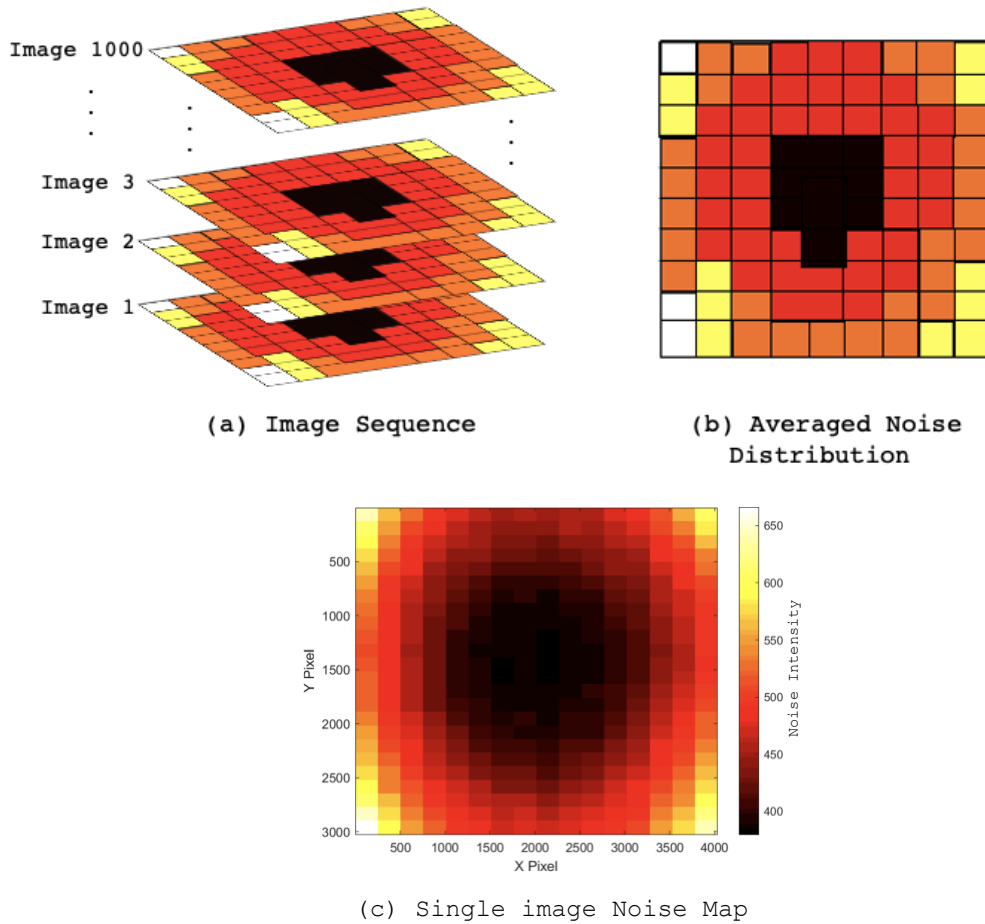 Image 1000
Image 3
Image 2
Image 1
(a) Image Sequence
(b) Averaged Noise
Distribution
500
1000
1500
2000
2500
3000
Y Pixel
500 1000 1500 2000 2500 3000 3500 4000
X Pixel
650
600
550
500
450
400
Noise Intensity
(c) Single image Noise Map